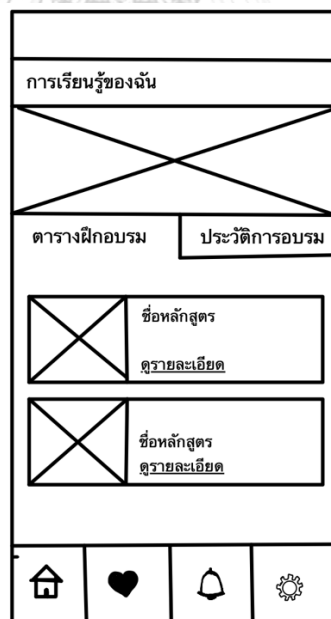 การเรียนรู้ของฉัน
ตารางฝึกอบรม
ประวัติการอบรม
ชื่อหลักสูตร
ดูรายละเอียด
ชื่อหลักสูตร
ดูรายละเอียด